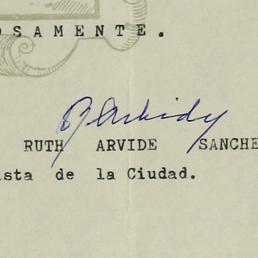 OSAMENTE.
RUTH ARVIDE SANCHE
ista de la Ciudad.